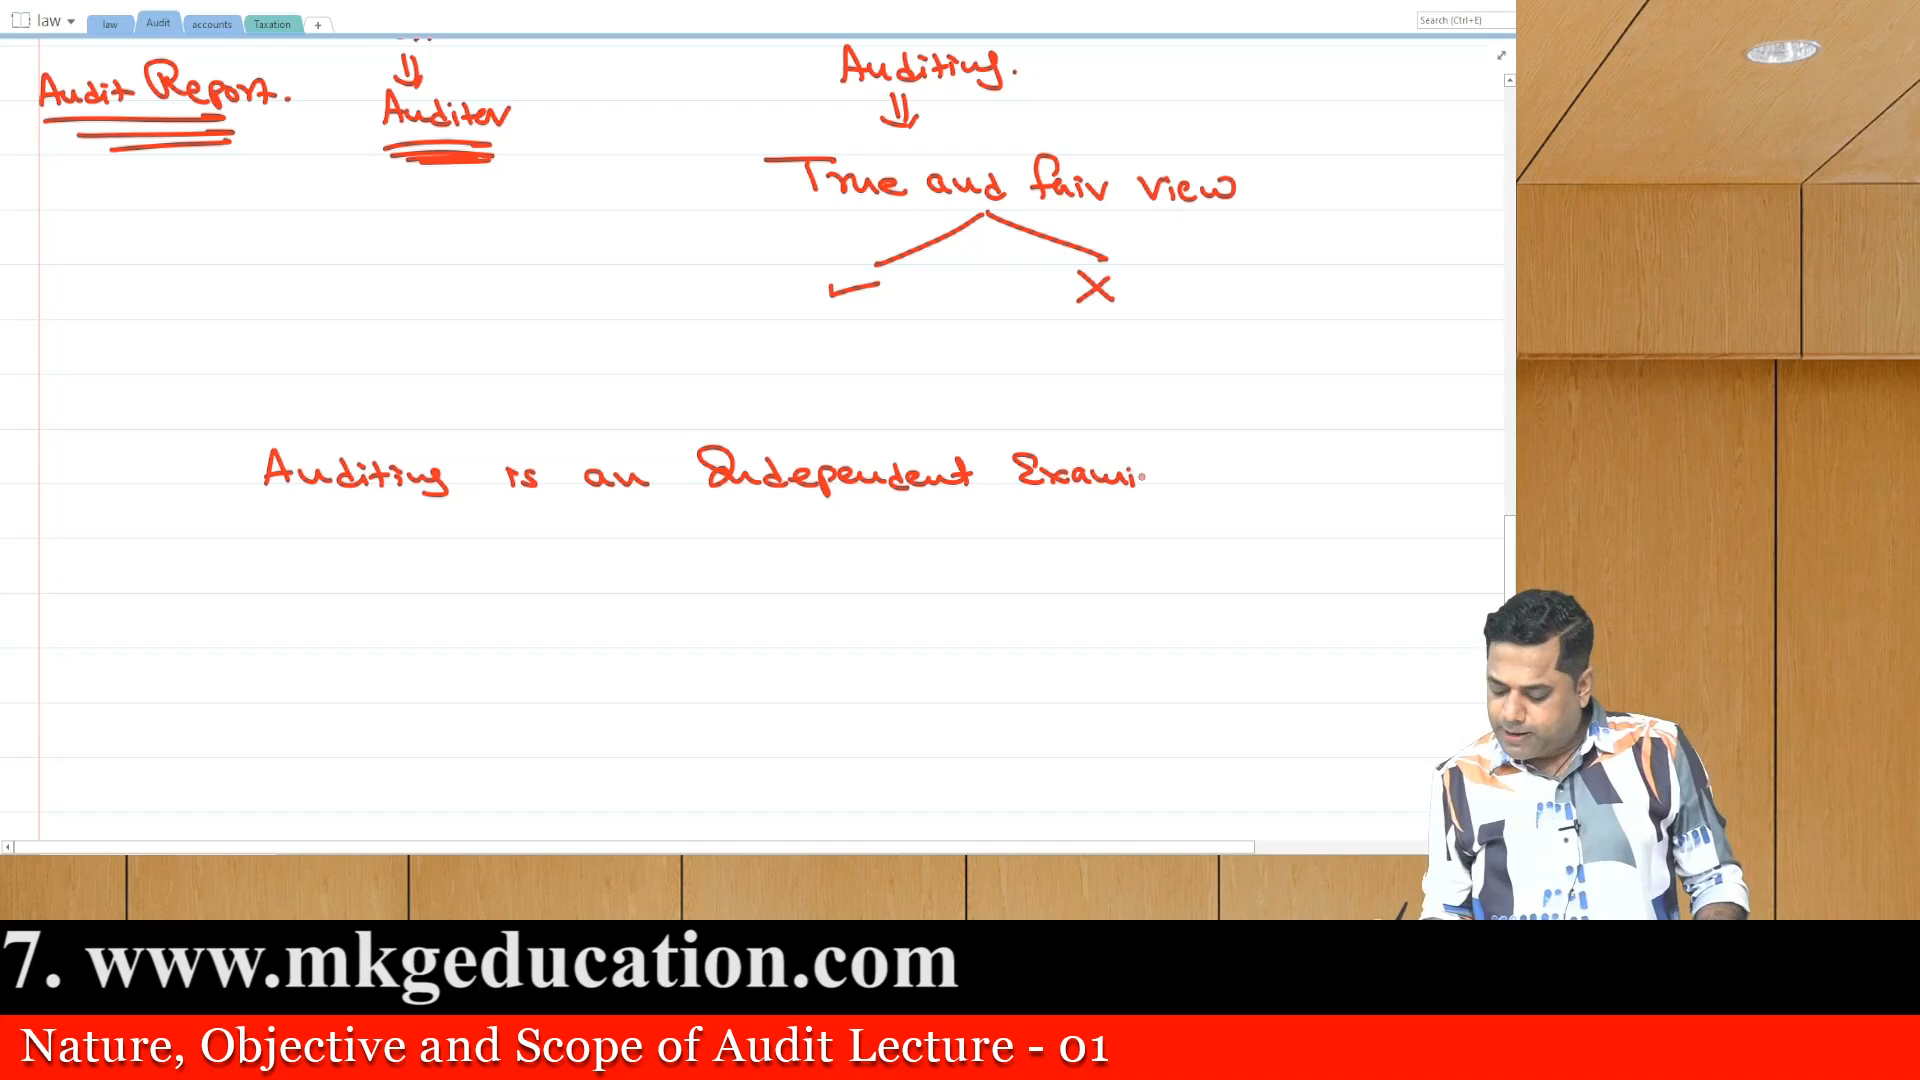 law
law Audit accounts Taxation +
Search (Ctrl+E)
Audit Report.
Auditor
Auditing.
True and fair view
Auditing is an Independent Exami
7. www.mkgeducation.com
Nature, Objective and Scope of Audit Lecture - 01